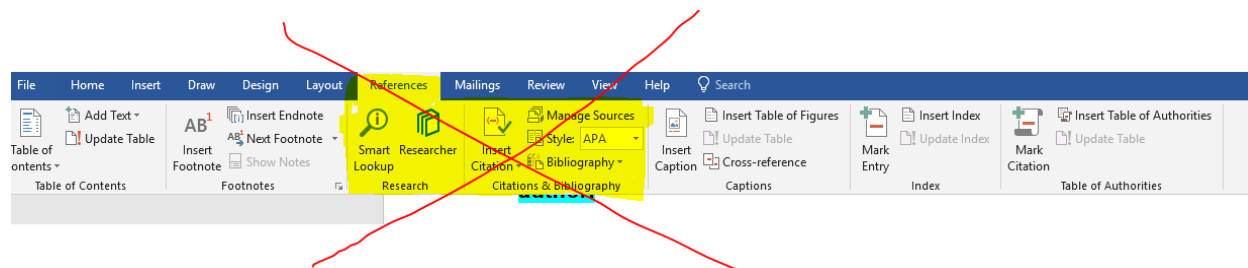 File Home Insert Draw Design Layout References Mailings Review View Help Search
Table of
ontents
Add Text
Update Table
Table of Contents
AB1
Insert
Footnote
Insert Endnote
AB1 Next Footnote
Show Notes
Footnotes
Smart
Lookup
Researcher
Research
Insert
Citation
Manage Sources
Style: APA
Bibliography
Citations & Bibliography
Insert
Caption
Insert Table of Figures
Update Table
Cross-reference
Captions
Mark
Entry
Insert Index
Update Index
Index
Mark
Citation
Insert Table of Authorities
Update Table
Table of Authorities